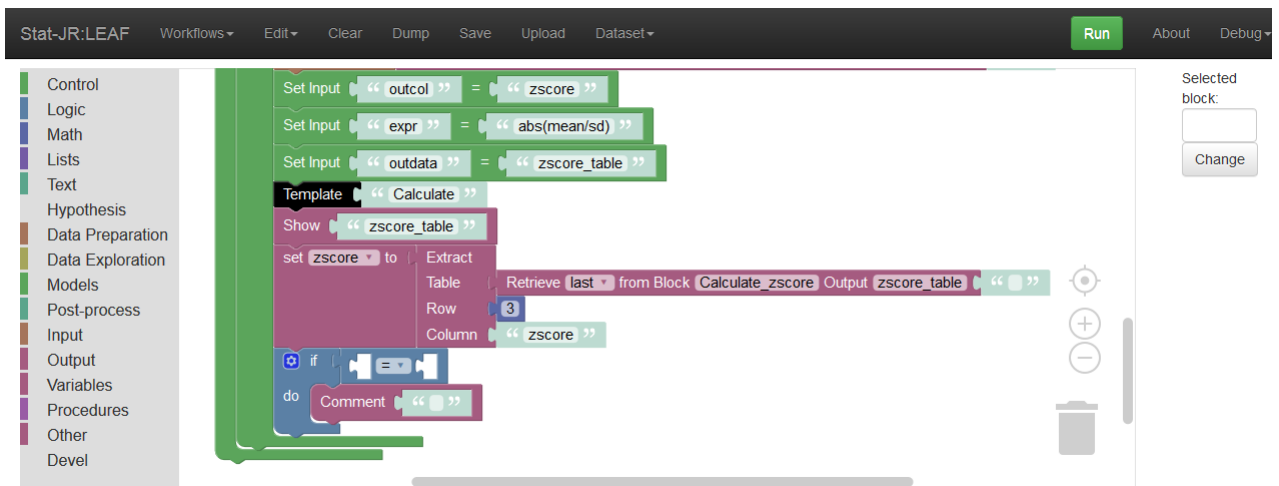 Stat-JR:LEAF Workflows Edit Clear Dump Save Upload Dataset Run About Debug
Control
Logic
Math
Lists
Text
Hypothesis
Data Preparation
Data Exploration
Models
Post-process
Input
Output
Variables
Procedures
Other
Devel
Set Input “ outcol ” = “ zscore ”
Set Input “ expr ” = “ abs(mean/sd) ”
Set Input “ outdata ” = “ zscore_table ”
Template “ Calculate ”
Show “ zscore_table ”
set zscore to Extract
Table Retrieve last from Block Calculate_zscore Output zscore_table “ ”
Row 3
Column “ zscore ”
if =
do Comment “ ”
Selected
block:
Change